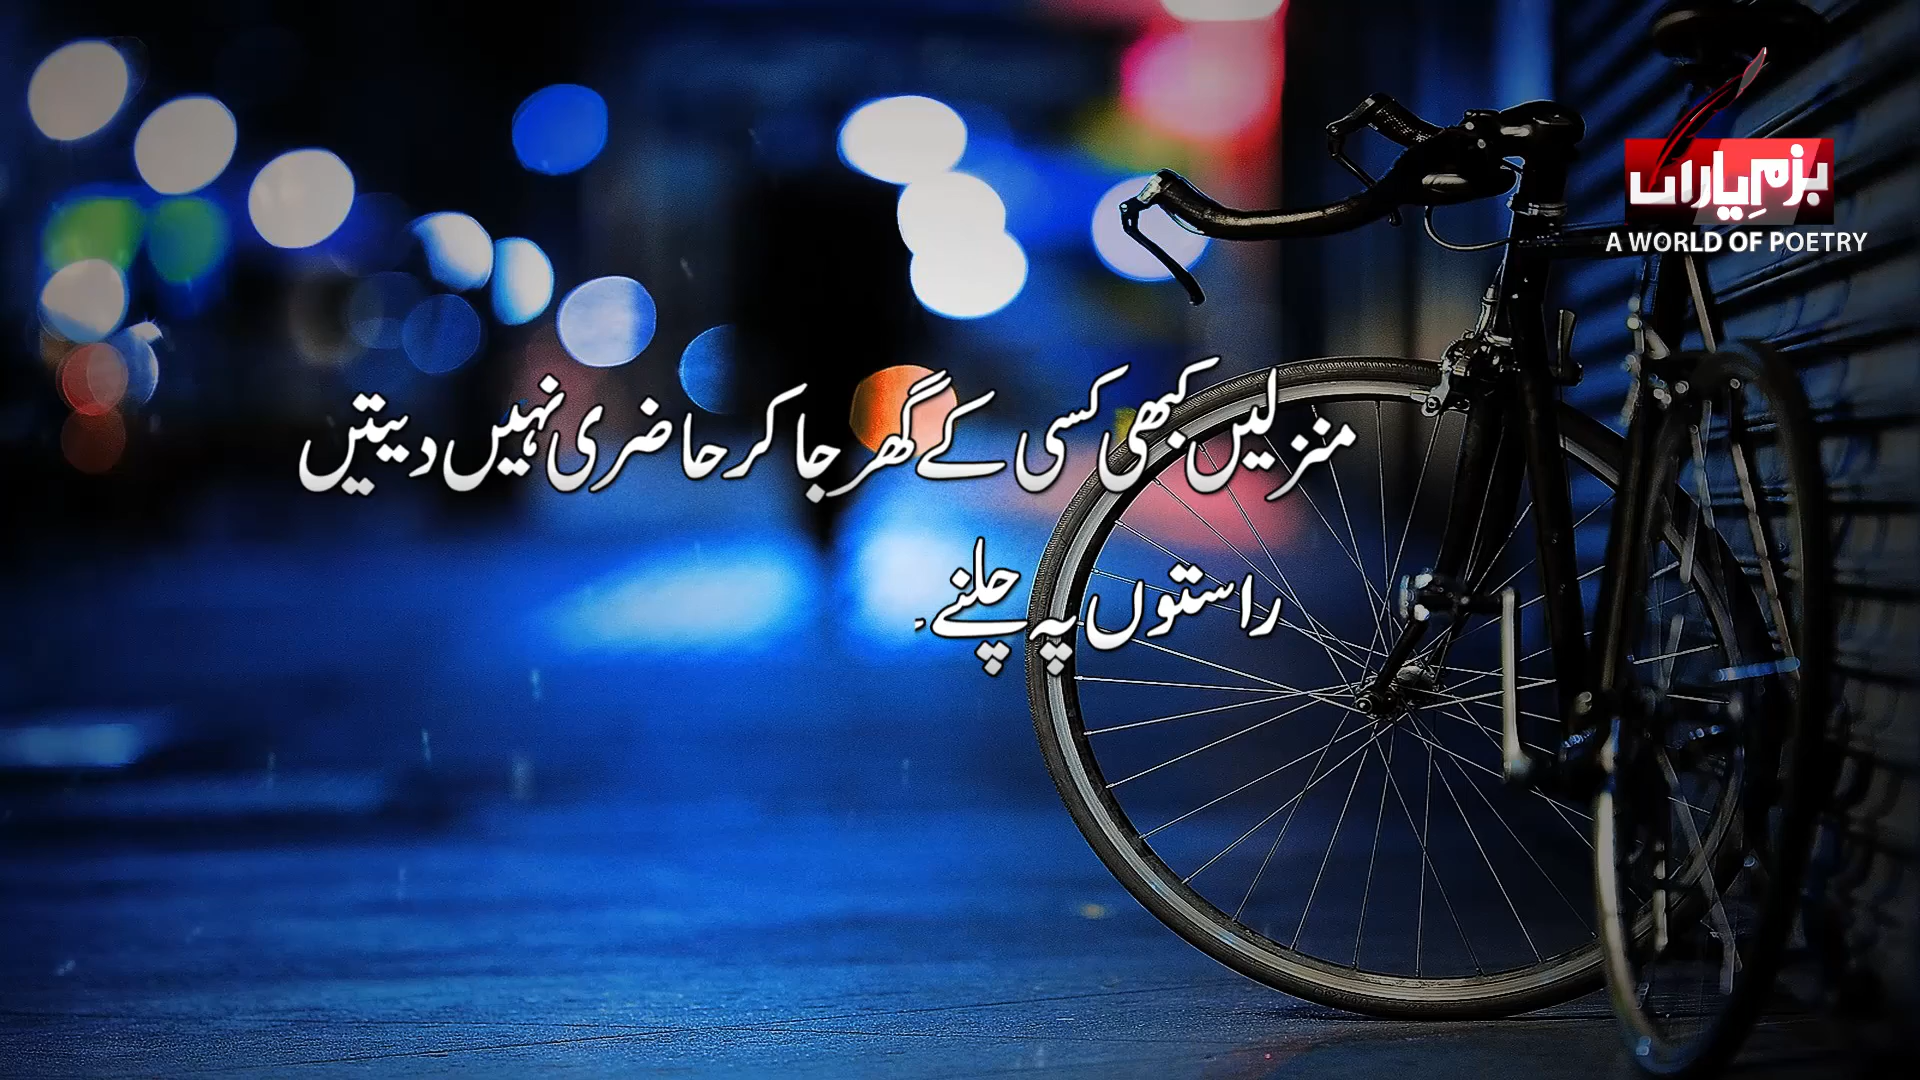 بزمِ یاراں
A WORLD OF POETRY
منزلیں کبھی کسی کے گھر جا کر حاضری نہیں دیتیں
راستوں پہ چلنے